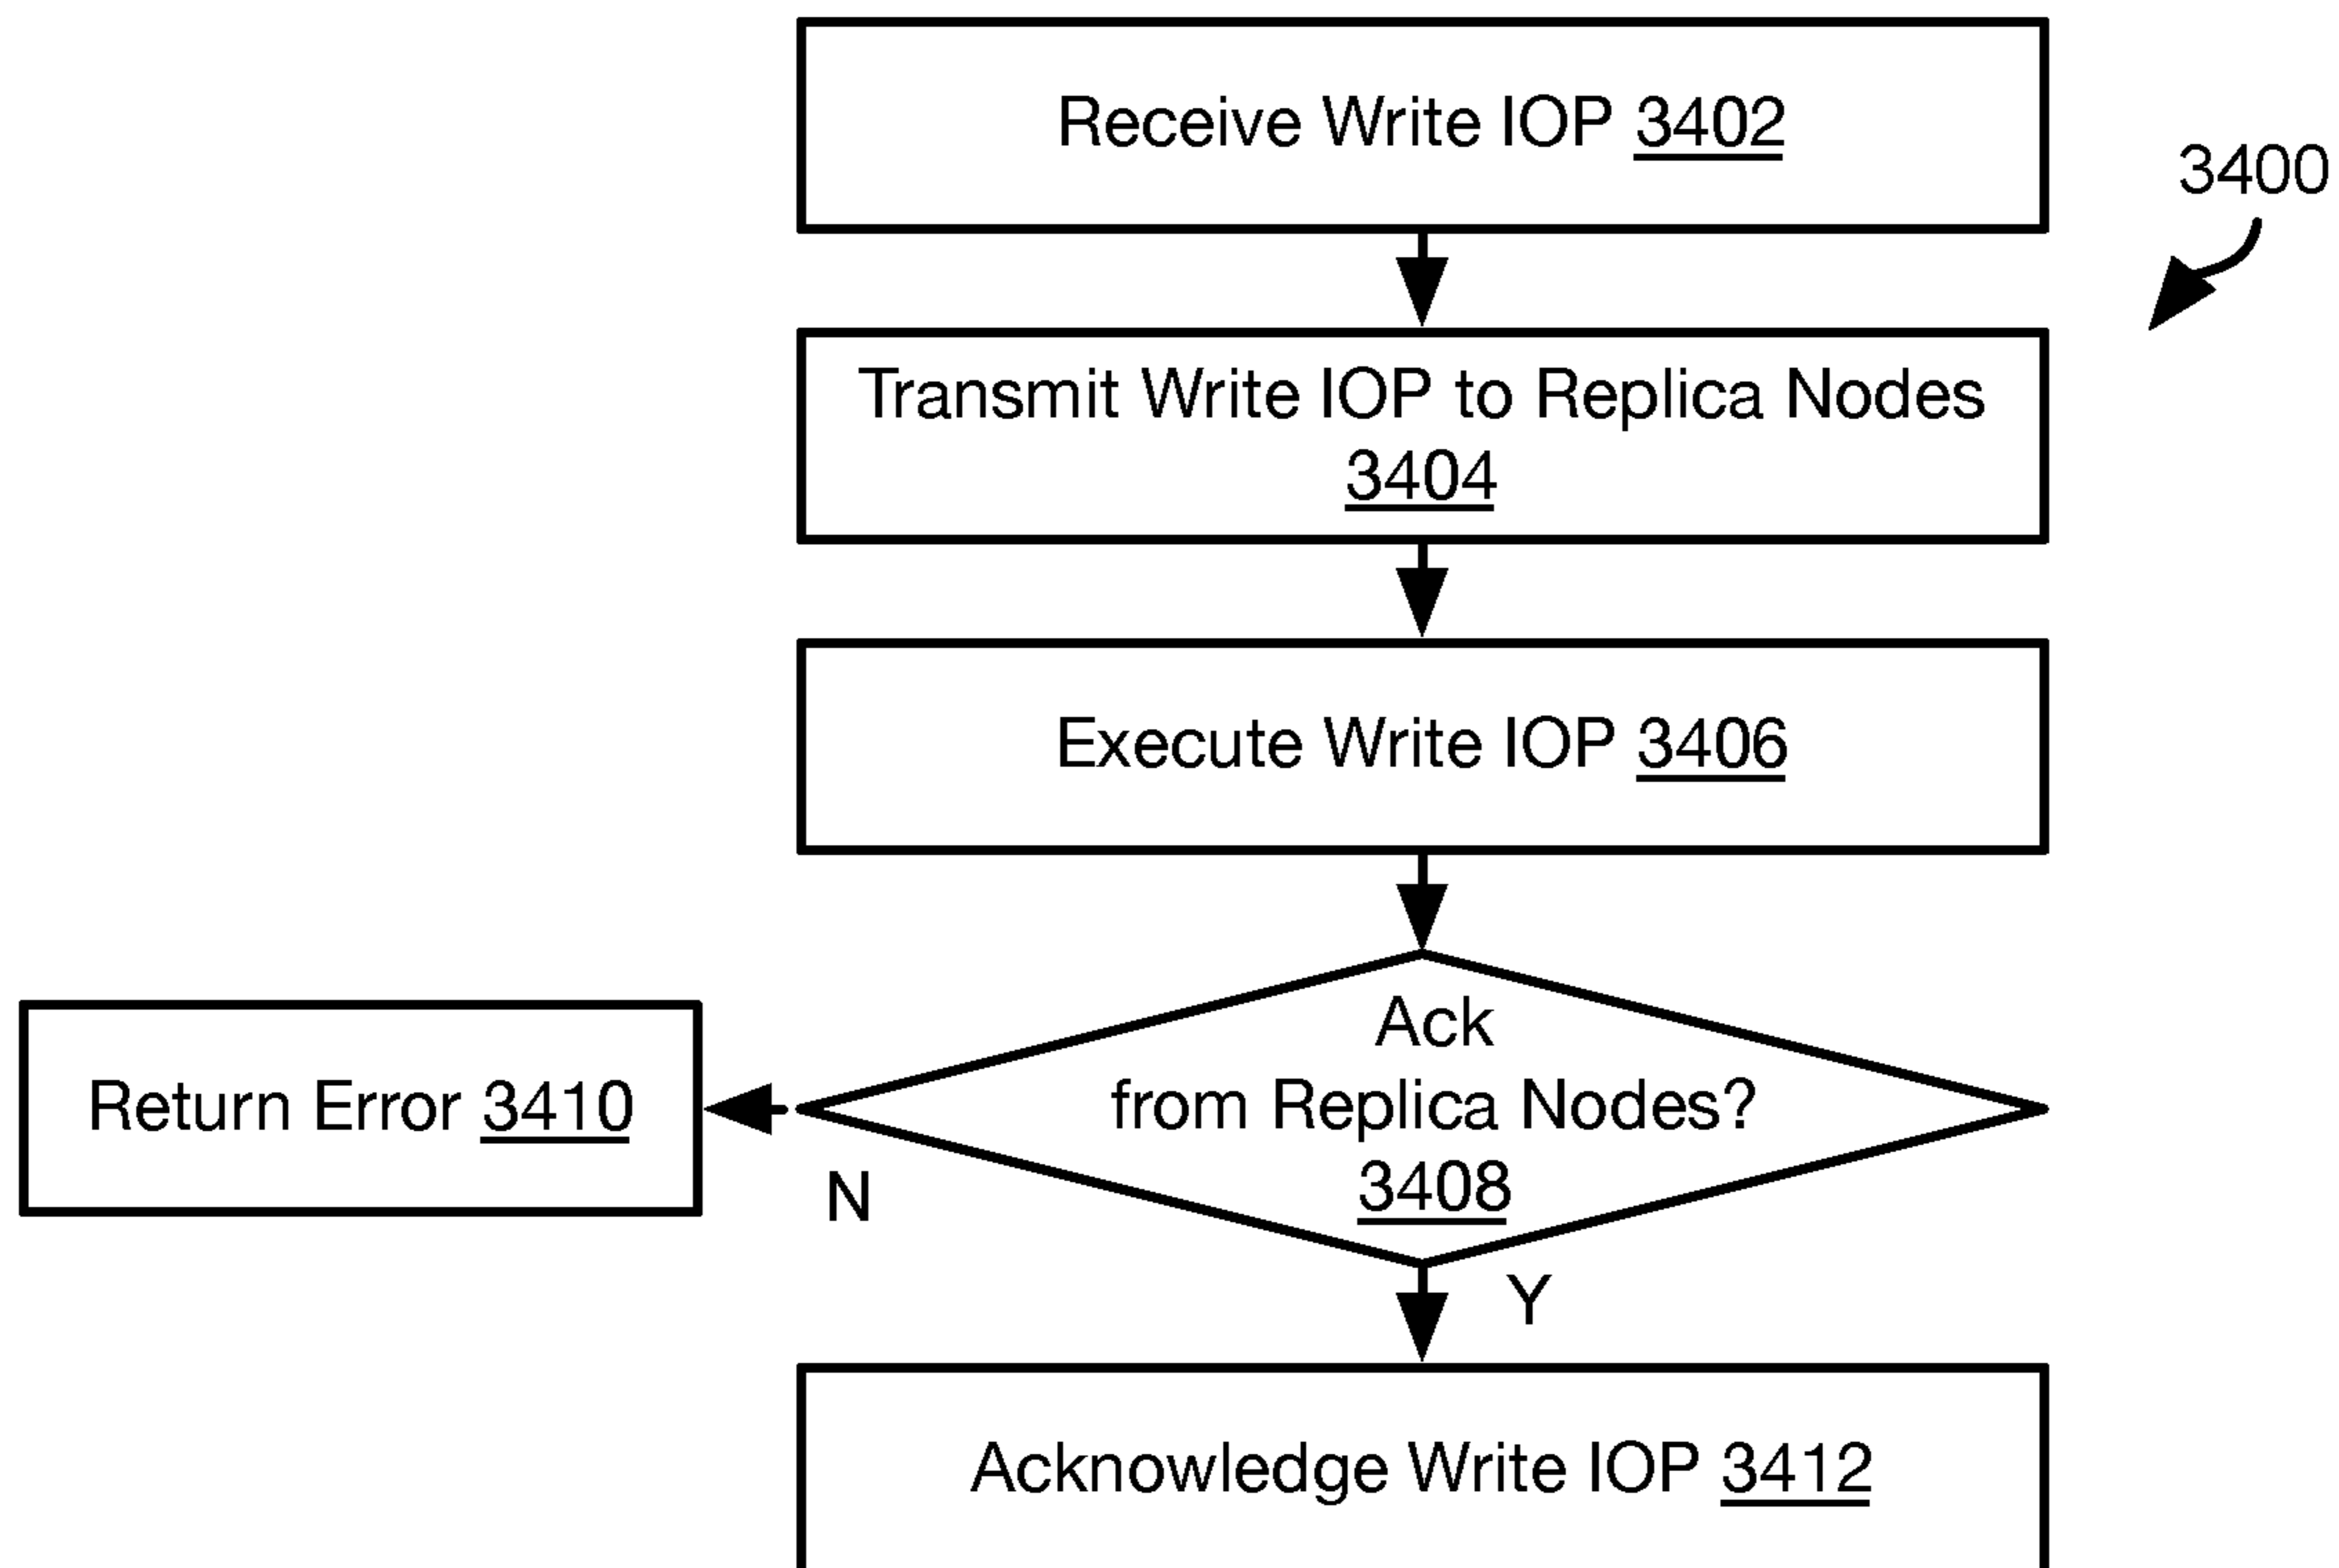 Receive Write IOP 3402
3400
Transmit Write IOP to Replica Nodes
3404
Execute Write IOP 3406
Ack
from Replica Nodes?
3408
Return Error 3410
N
Y
Acknowledge Write IOP 3412